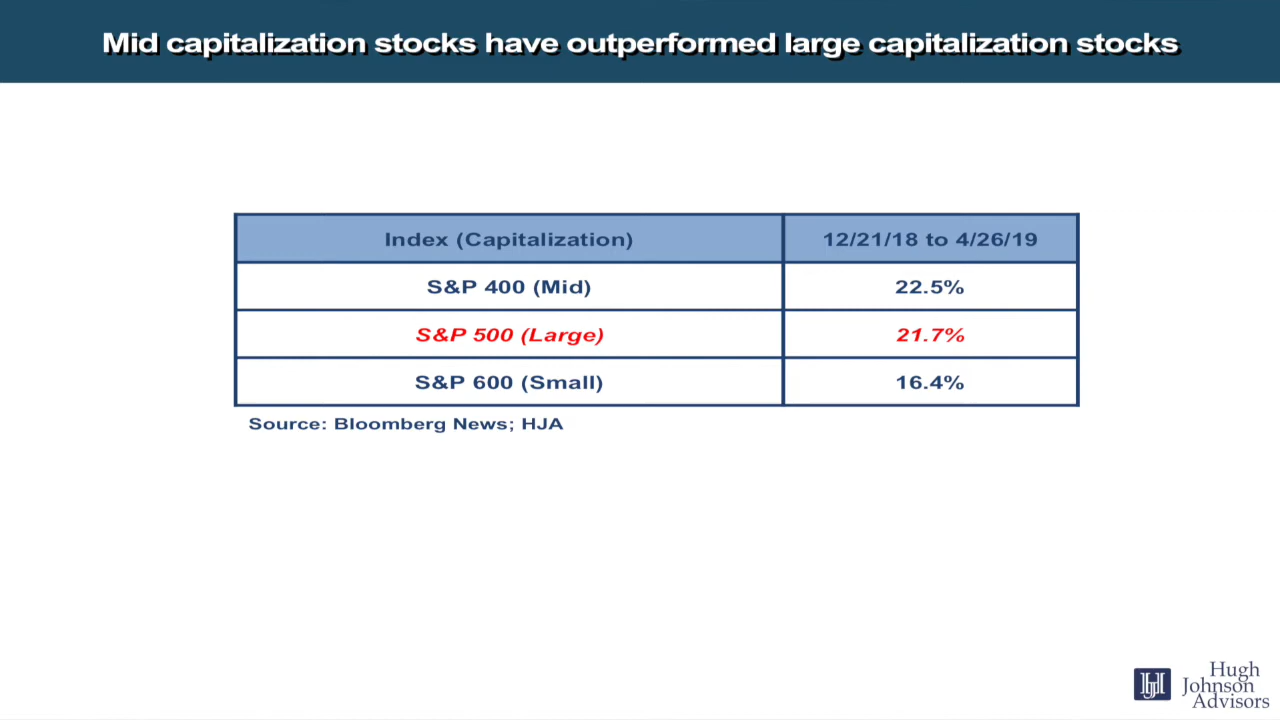 Mid capitalization stocks have outperformed large capitalization stocks
Index (Capitalization) 12/21/18 to 4/26/19
S&P 400 (Mid) 22.5%
S&P 500 (Large) 21.7%
S&P 600 (Small) 16.4%
Source: Bloomberg News; HJA
HJ
Hugh
Johnson
Advisors